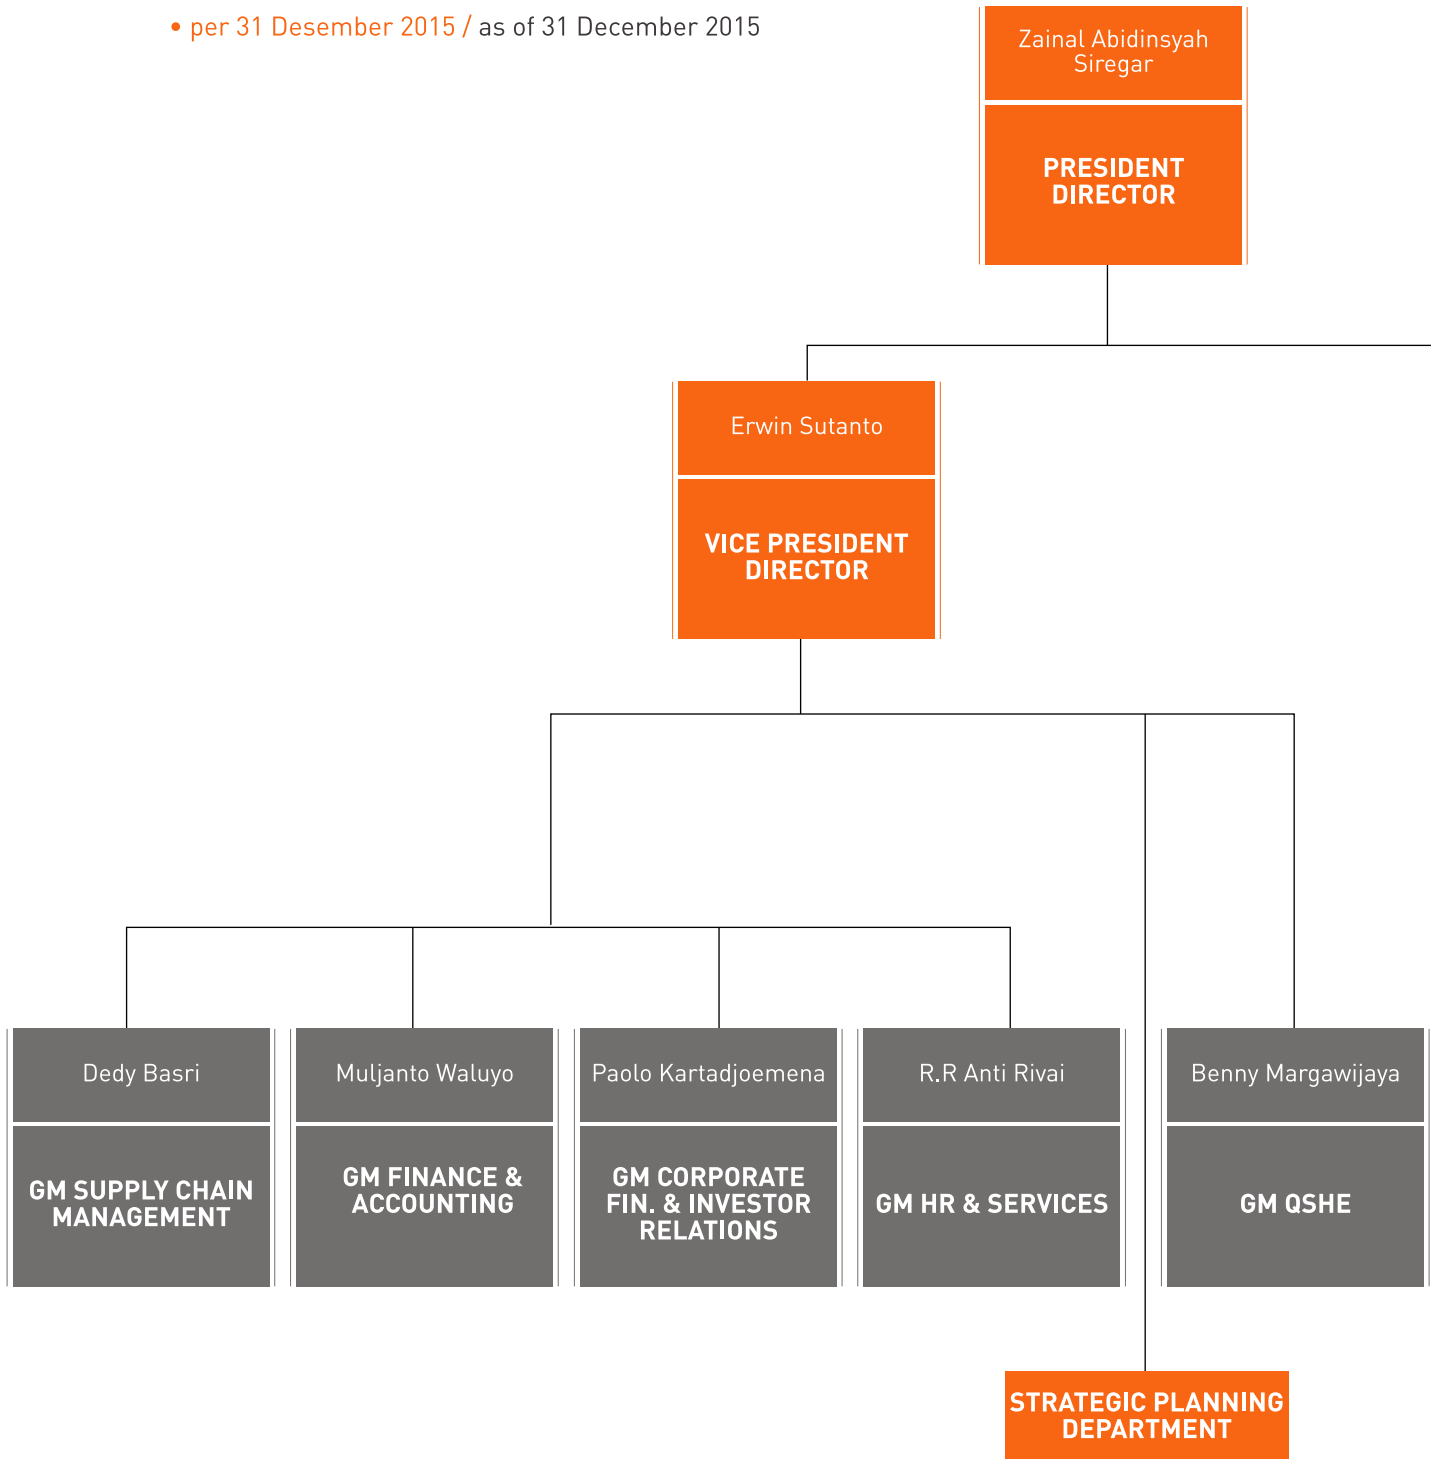 • per 31 Desember 2015 / as of 31 December 2015
Zainal Abidinsyah
Siregar
PRESIDENT
DIRECTOR
Erwin Sutanto
VICE PRESIDENT
DIRECTOR
Dedy Basri
GM SUPPLY CHAIN
MANAGEMENT
Muljanto Waluyo
GM FINANCE &
ACCOUNTING
Paolo Kartadjoemena
GM CORPORATE
FIN. & INVESTOR
RELATIONS
R.R Anti Rivai
GM HR & SERVICES
Benny Margawijaya
GM QSHE
STRATEGIC PLANNING
DEPARTMENT